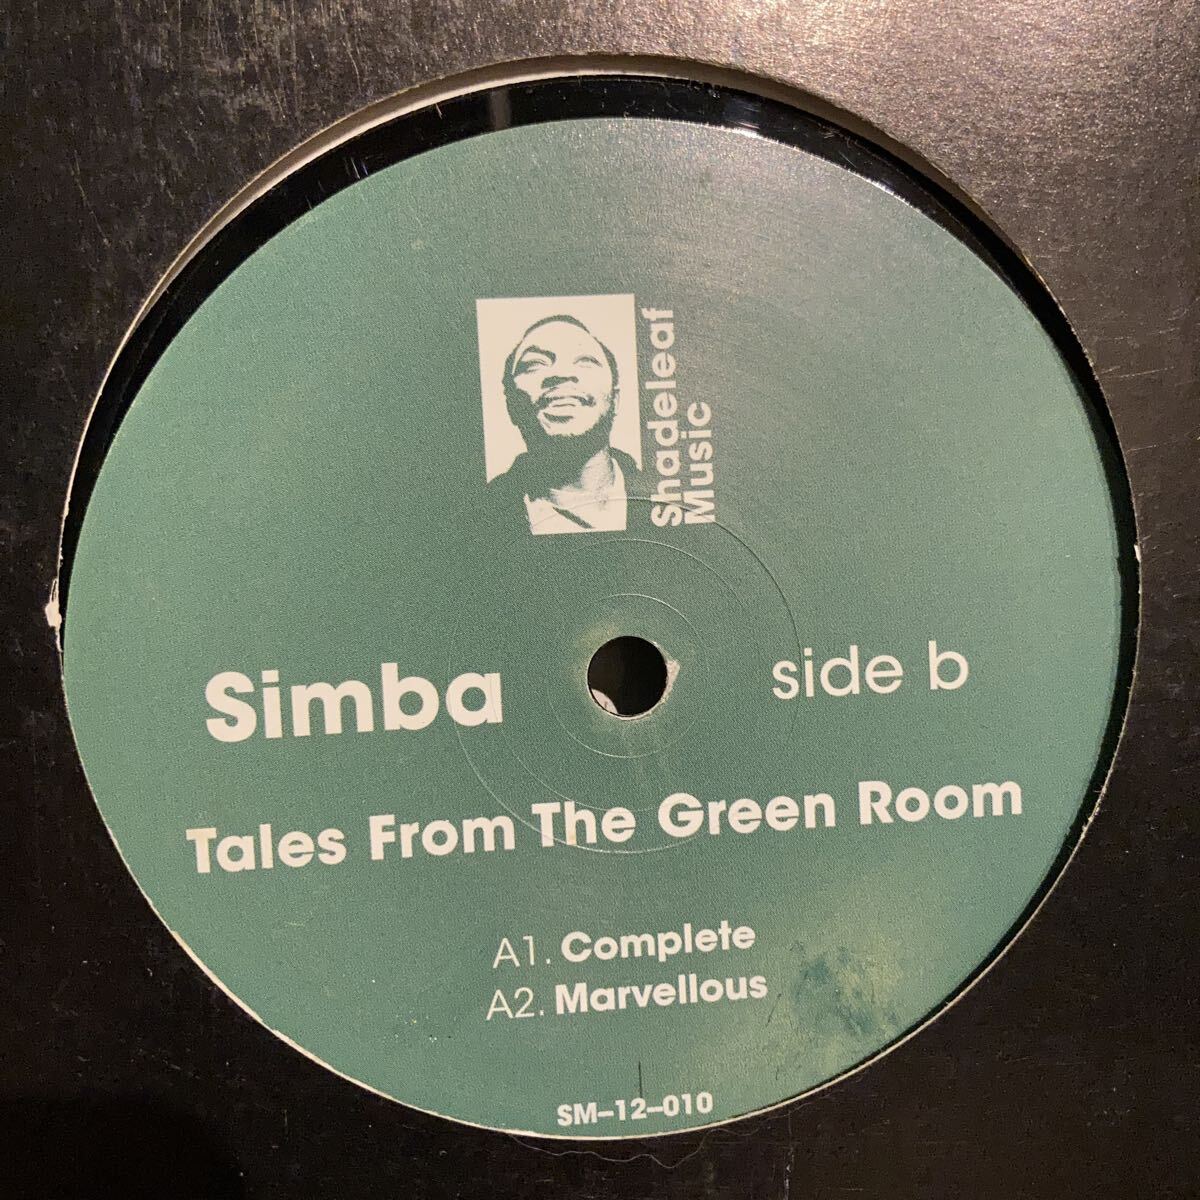 Shadeleaf
Music
Simba
side b
Tales From The Green Room
A1. Complete
A2. Marvellous
SM–12–010